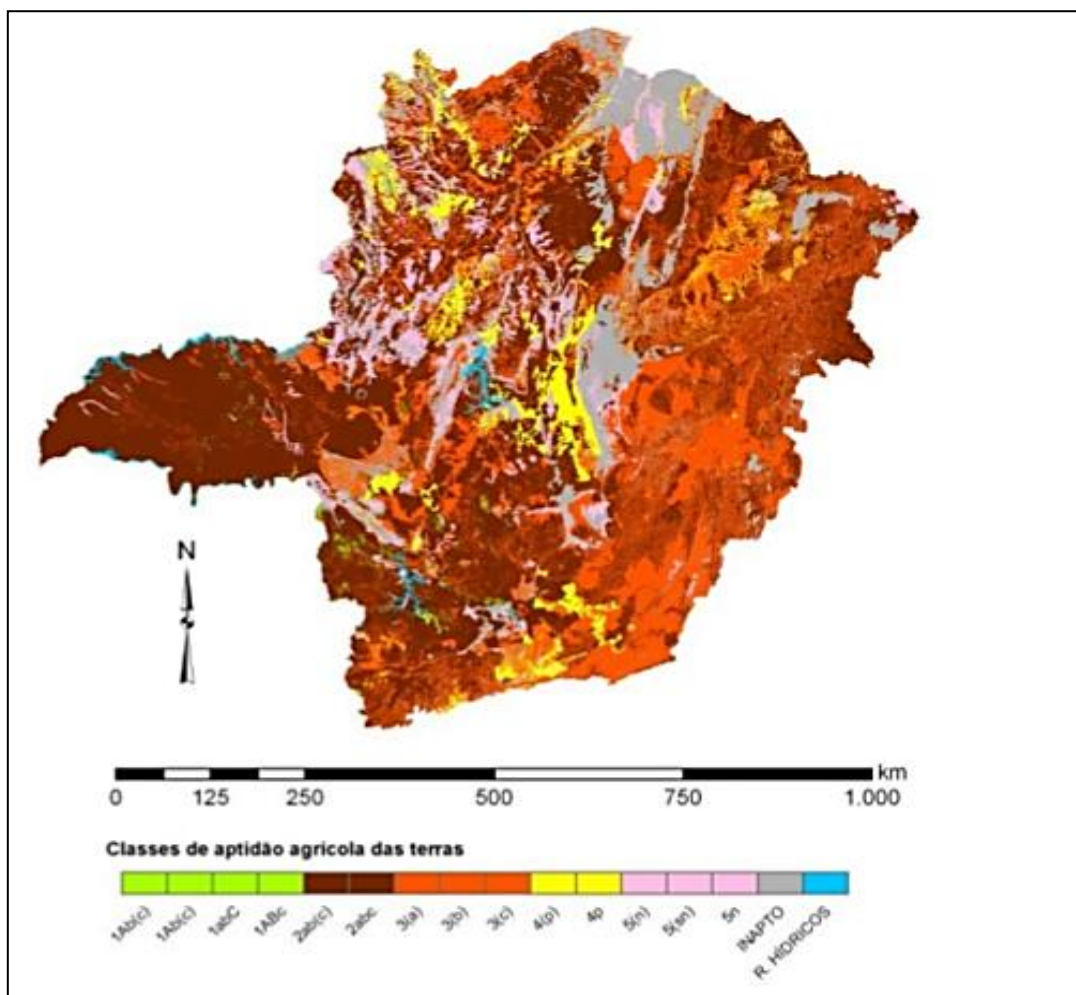 N
km
0 125 250 500 750 1.000
Classes de aptidão agrícola das terras
1Ab(c) 1Ab(c) 1abC 1ABc 2ab(c) 2abc 3(a) 3(b) 3(c) 4(p) 4p 5(n) 5(sn) 5n INAPTO R. HÍDRICOS